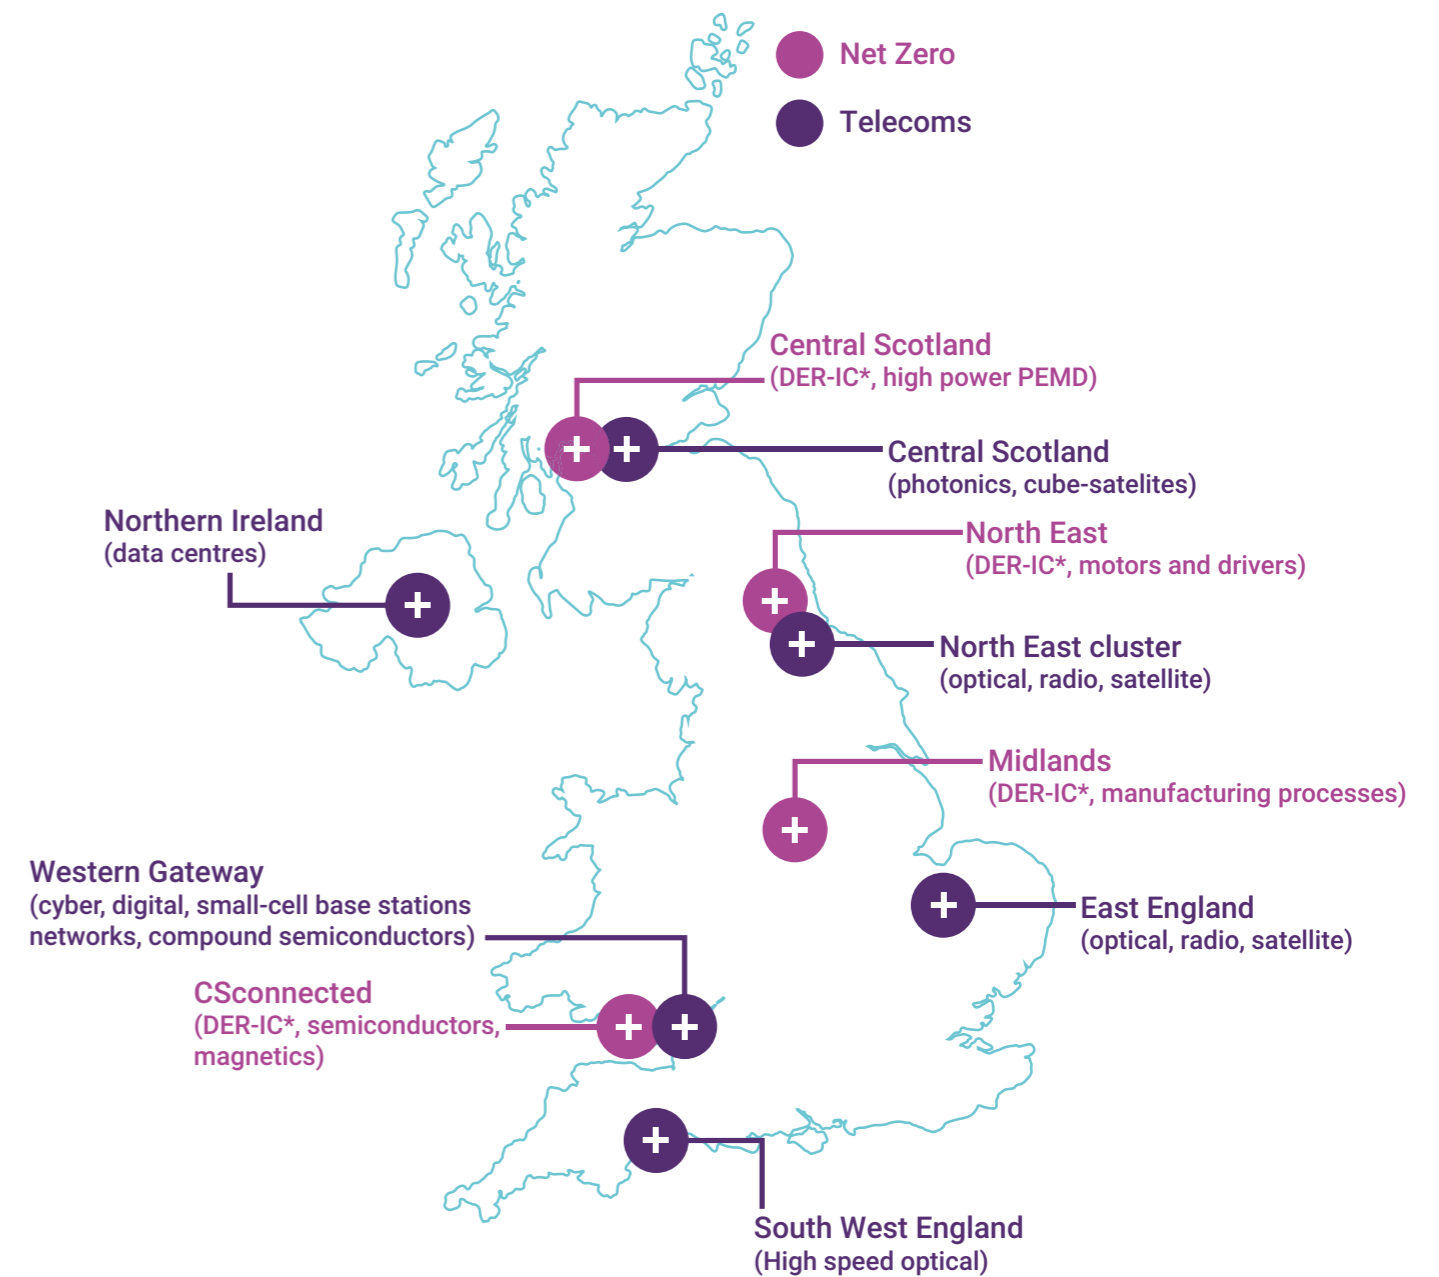 Net Zero
Telecoms
Central Scotland
(DER-IC*, high power PEMD)
Central Scotland
(photonics, cube-satelites)
Northern Ireland
(data centres)
North East
(DER-IC*, motors and drivers)
North East cluster
(optical, radio, satellite)
Midlands
(DER-IC*, manufacturing processes)
Western Gateway
(cyber, digital, small-cell base stations
networks, compound semiconductors)
East England
(optical, radio, satellite)
CSconnected
(DER-IC*, semiconductors,
magnetics)
South West England
(High speed optical)